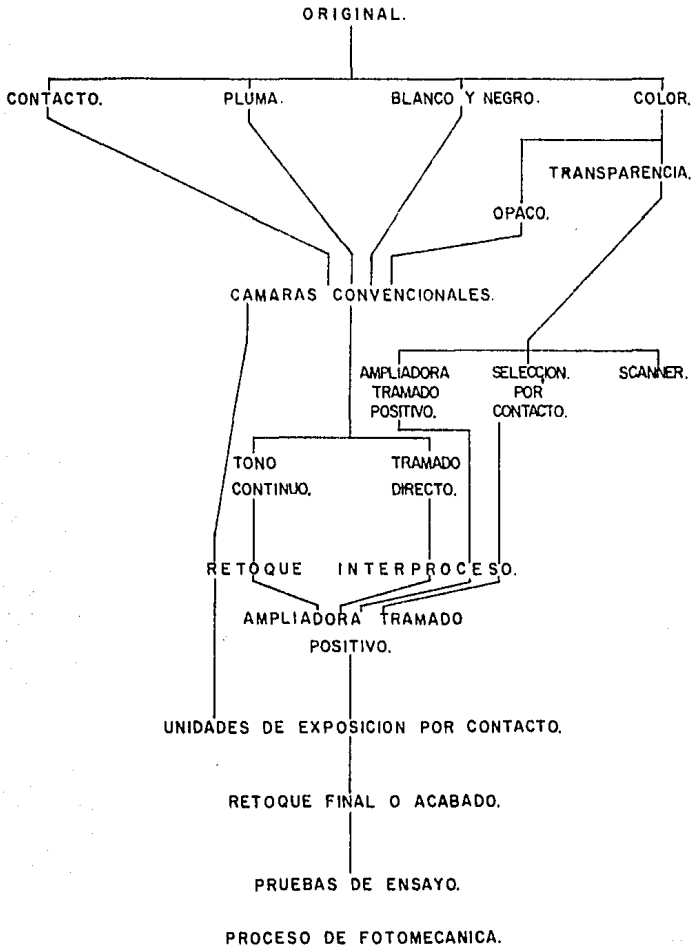 ORIGINAL.
CONTACTO. PLUMA. BLANCO Y NEGRO. COLOR.
TRANSPARENCIA.
OPACO.
CAMARAS CONVENCIONALES.
AMPLIADORA
TRAMADO
POSITIVO.
SELECCION.
POR
CONTACTO.
SCANNER.
TONO
CONTINUO.
TRAMADO
DIRECTO.
RETOQUE INTERPROCESO.
AMPLIADORA TRAMADO
POSITIVO.
UNIDADES DE EXPOSICION POR CONTACTO.
RETOQUE FINAL O ACABADO.
PRUEBAS DE ENSAYO.
PROCESO DE FOTOMECANICA.